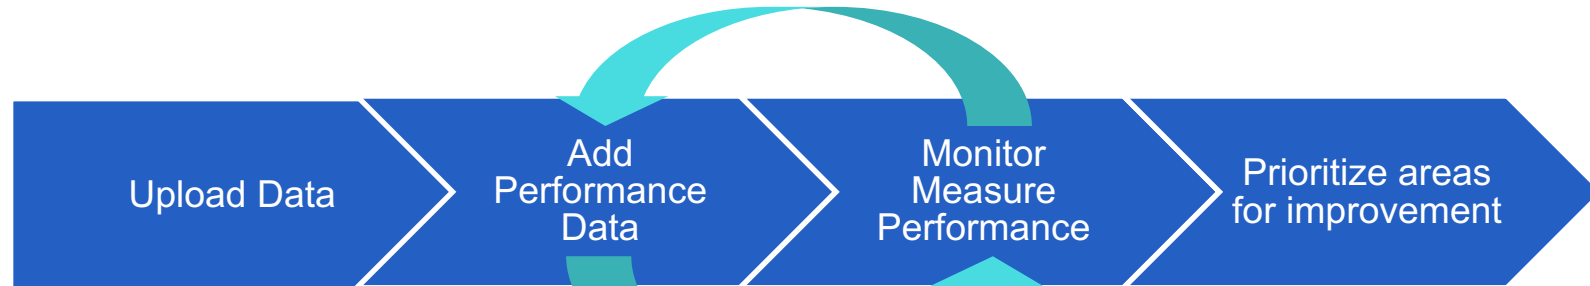 Upload Data
Add
Performance
Data
Monitor
Measure
Performance
Prioritize areas
for improvement